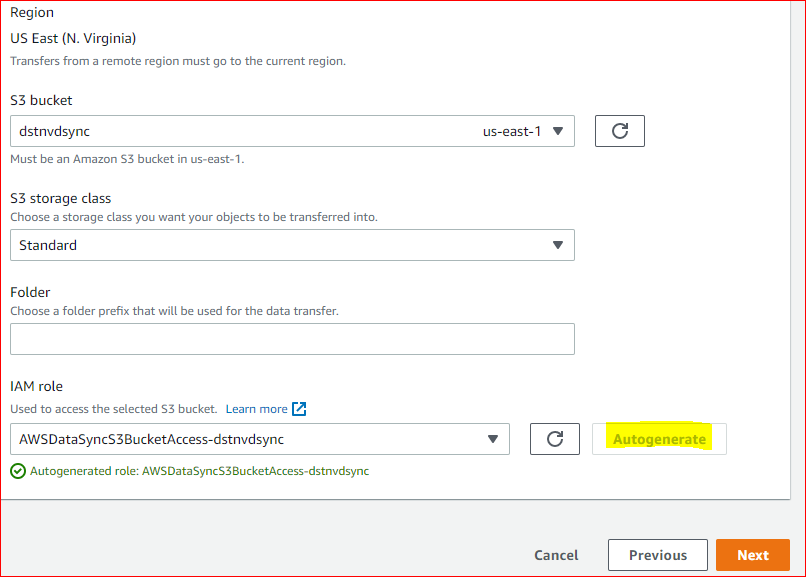 Region
US East (N. Virginia)
Transfers from a remote region must go to the current region.
S3 bucket
dstnvdsync us-east-1
Must be an Amazon S3 bucket in us-east-1.
S3 storage class
Choose a storage class you want your objects to be transferred into.
Standard
Folder
Choose a folder prefix that will be used for the data transfer.
IAM role
Used to access the selected S3 bucket. Learn more
AWSDataSyncS3BucketAccess-dstnvdsync Autogenerate
Autogenerated role: AWSDataSyncS3BucketAccess-dstnvdsync
Cancel Previous Next